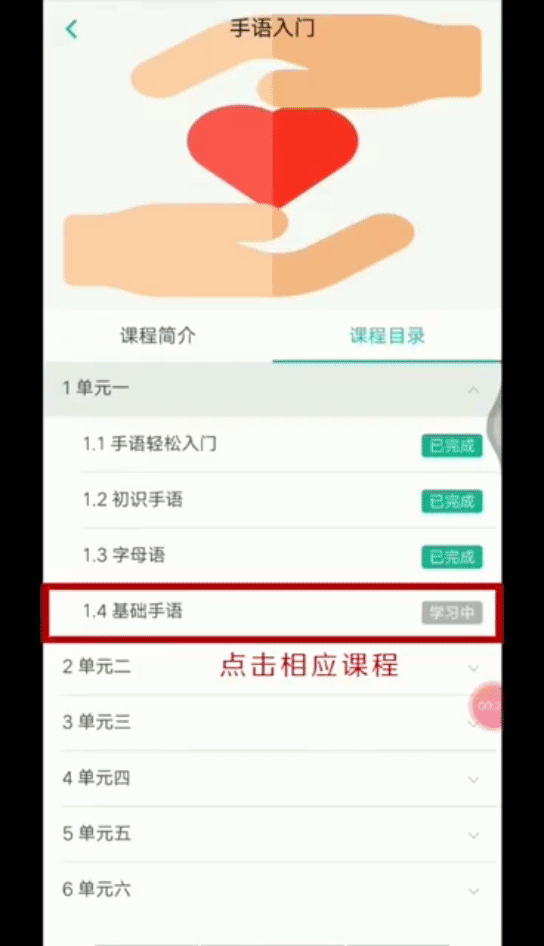 手语入门
课程简介
课程目录
1 单元一
1.1 手语轻松入门
已完成
1.2 初识手语
已完成
1.3 字母语
已完成
1.4 基础手语
学习中
2 单元二
点击相应课程
3 单元三
4 单元四
5 单元五
6 单元六